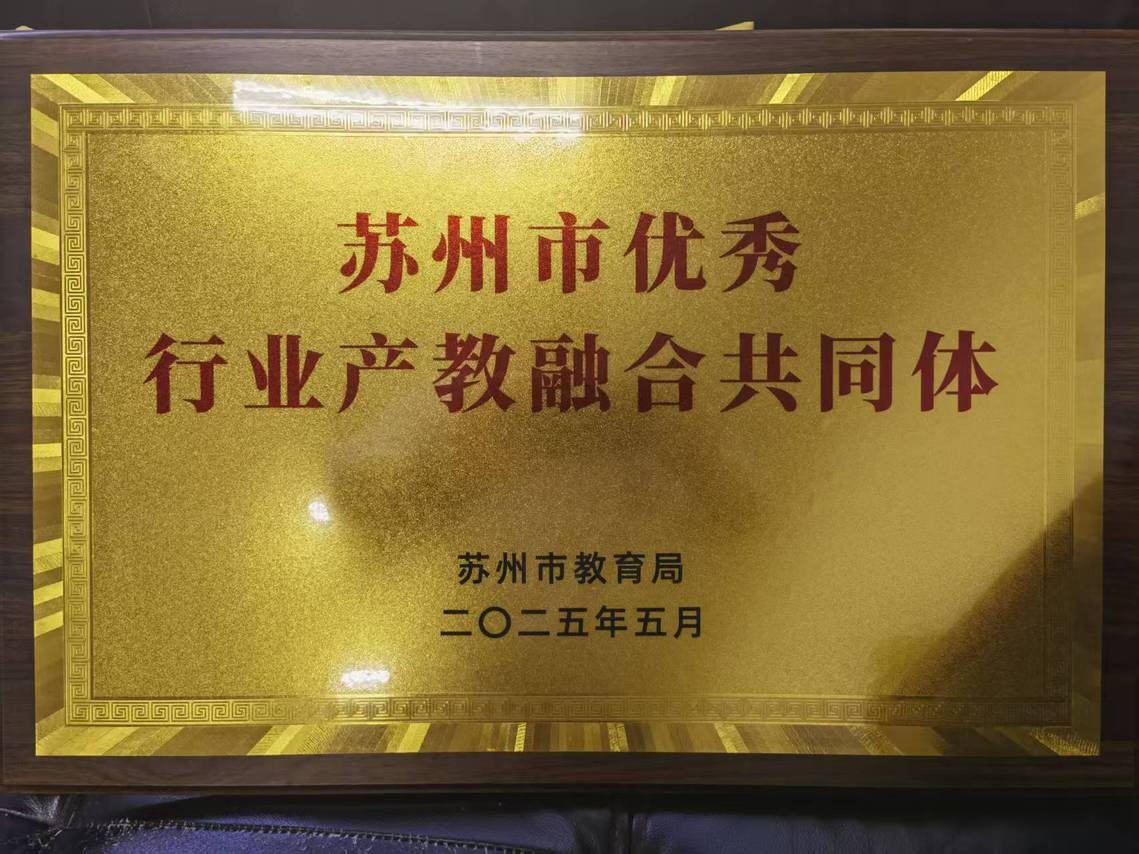 苏州市优秀
行业产教融合共同体
苏州市教育局
二〇二五年五月